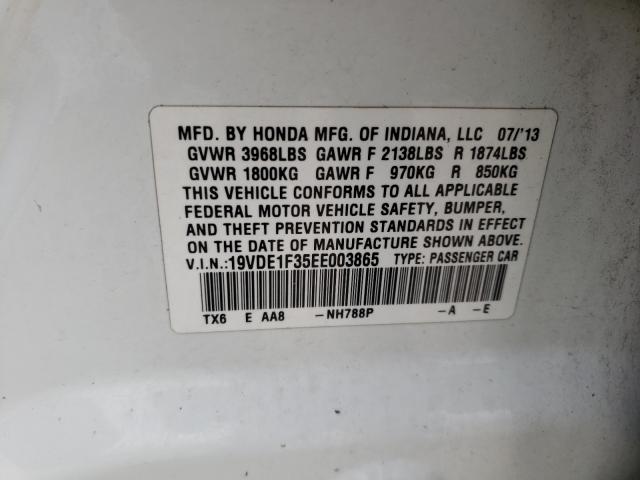 MFD. BY HONDA MFG. OF INDIANA, LLC 07/'13
GVWR 3968LBS GAWR F 2138LBS R 1874LBS
GVWR 1800KG GAWR F 970KG R 850KG
THIS VEHICLE CONFORMS TO ALL APPLICABLE
FEDERAL MOTOR VEHICLE SAFETY, BUMPER,
AND THEFT PREVENTION STANDARDS IN EFFECT
ON THE DATE OF MANUFACTURE SHOWN ABOVE.
V.I.N.:19VDE1F35EE003865 TYPE: PASSENGER CAR
TX6 E AA8 -NH788P -A -E